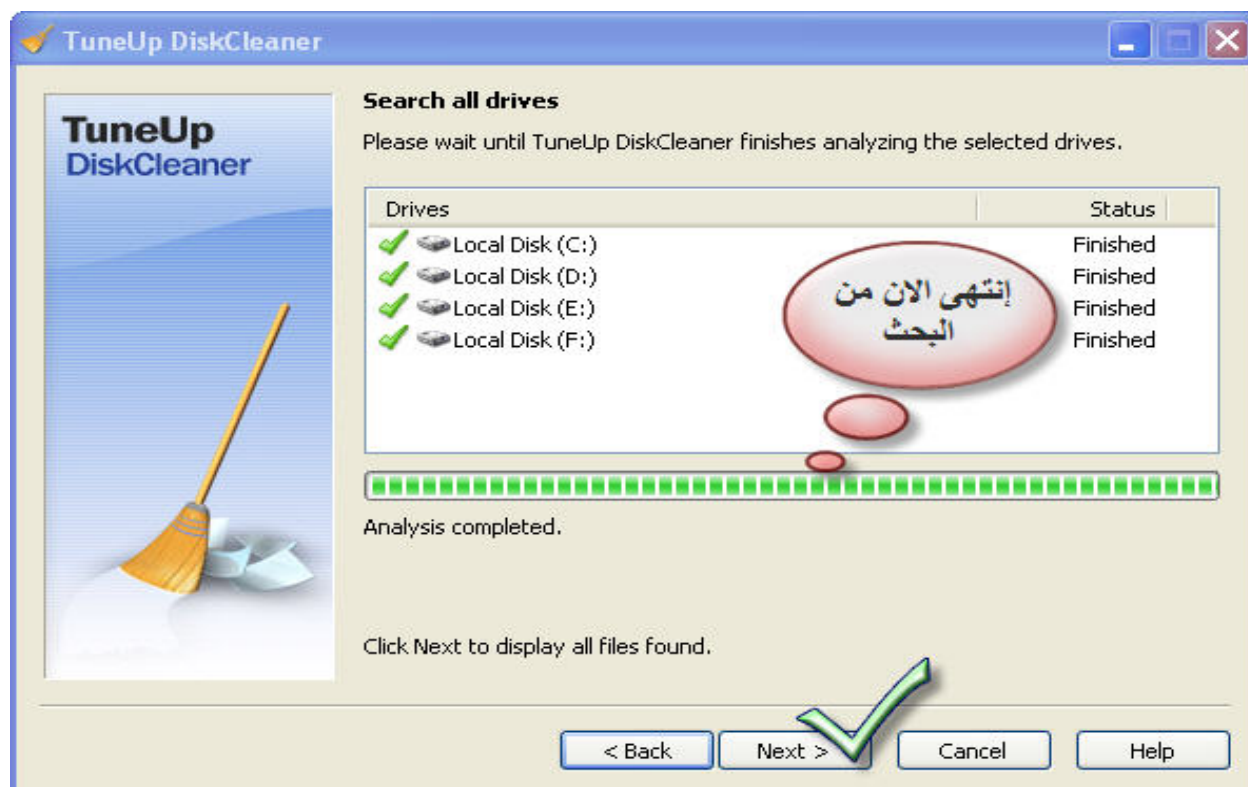 TuneUp DiskCleaner
TuneUp
DiskCleaner
Search all drives
Please wait until TuneUp DiskCleaner finishes analyzing the selected drives.
Drives Status
Local Disk (C:) Finished
Local Disk (D:) Finished
Local Disk (E:) Finished
Local Disk (F:) Finished
إنتهى الان من
البحث
Analysis completed.
Click Next to display all files found.
< Back Next > Cancel Help